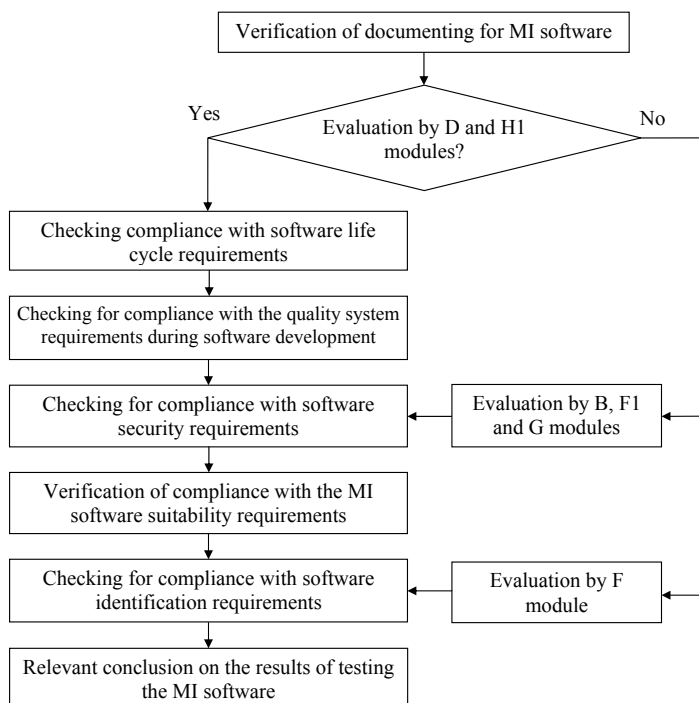 Verification of documenting for MI software
Yes
No
Evaluation by D and H1
modules?
Checking compliance with software life
cycle requirements
Checking for compliance with the quality system
requirements during software development
Checking for compliance with software
security requirements
Evaluation by B, F1
and G modules
Verification of compliance with the MI
software suitability requirements
Checking for compliance with software
identification requirements
Evaluation by F
module
Relevant conclusion on the results of testing
the MI software